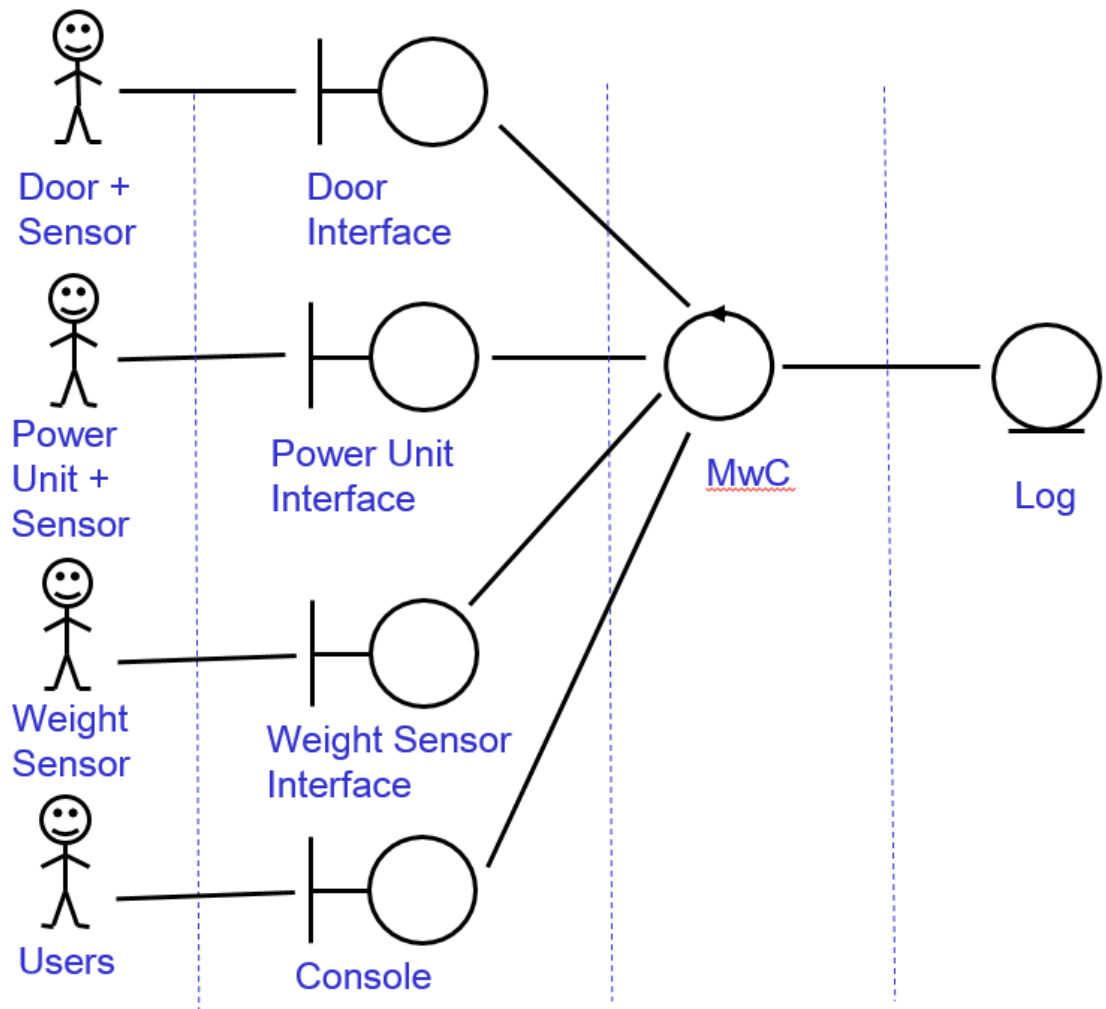 Door +
Sensor
Door
Interface
Power
Unit +
Sensor
Power Unit
Interface
MwC
Log
Weight
Sensor
Weight Sensor
Interface
Users
Console